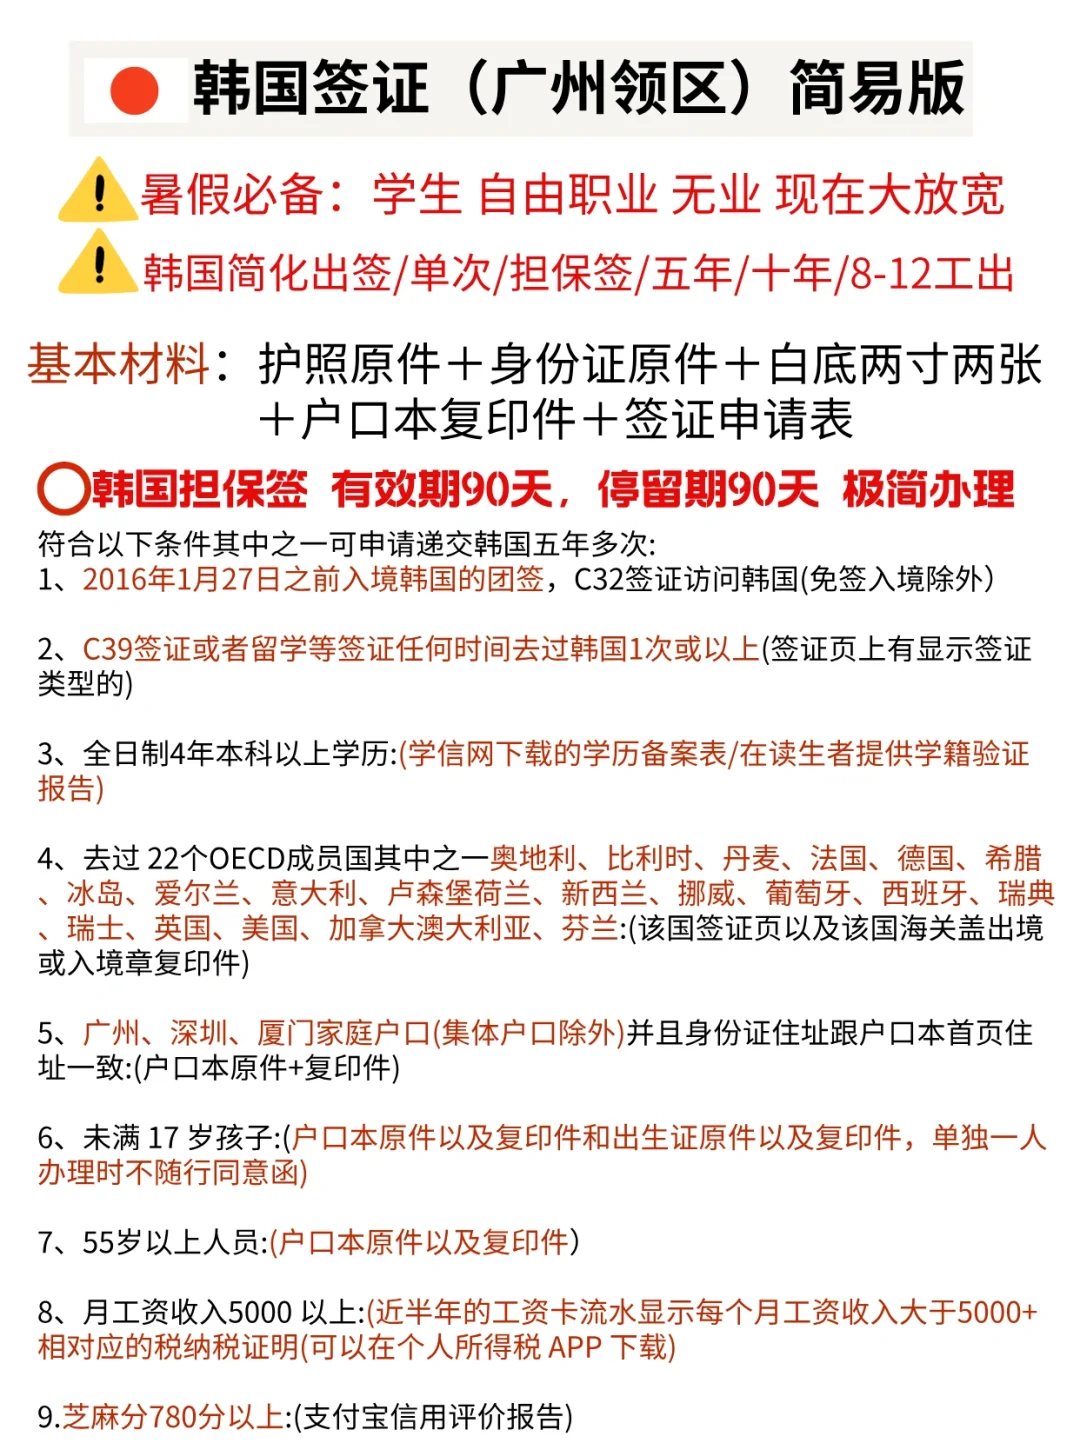 韩国签证（广州领区）简易版
暑假必备：学生 自由职业 无业 现在大放宽
韩国简化出签/单次/担保签/五年/十年/8-12工出
基本材料：护照原件＋身份证原件＋白底两寸两张
＋户口本复印件＋签证申请表
韩国担保签 有效期90天，停留期90天 极简办理
符合以下条件其中之一可申请递交韩国五年多次:
1、2016年1月27日之前入境韩国的团签，C32签证访问韩国(免签入境除外）
2、C39签证或者留学等签证任何时间去过韩国1次或以上(签证页上有显示签证
类型的)
3、全日制4年本科以上学历:(学信网下载的学历备案表/在读生者提供学籍验证
报告)
4、去过 22个OECD成员国其中之一奥地利、比利时、丹麦、法国、德国、希腊
、冰岛、爱尔兰、意大利、卢森堡荷兰、新西兰、挪威、葡萄牙、西班牙、瑞典
、瑞士、英国、美国、加拿大澳大利亚、芬兰:(该国签证页以及该国海关盖出境
或入境章复印件)
5、广州、深圳、厦门家庭户口(集体户口除外)并且身份证住址跟户口本首页住
址一致:(户口本原件+复印件)
6、未满 17 岁孩子:(户口本原件以及复印件和出生证原件以及复印件，单独一人
办理时不随行同意函)
7、55岁以上人员:(户口本原件以及复印件）
8、月工资收入5000 以上:(近半年的工资卡流水显示每个月工资收入大于5000+
相对应的税纳税证明(可以在个人所得税 APP 下载)
9.芝麻分780分以上:(支付宝信用评价报告)